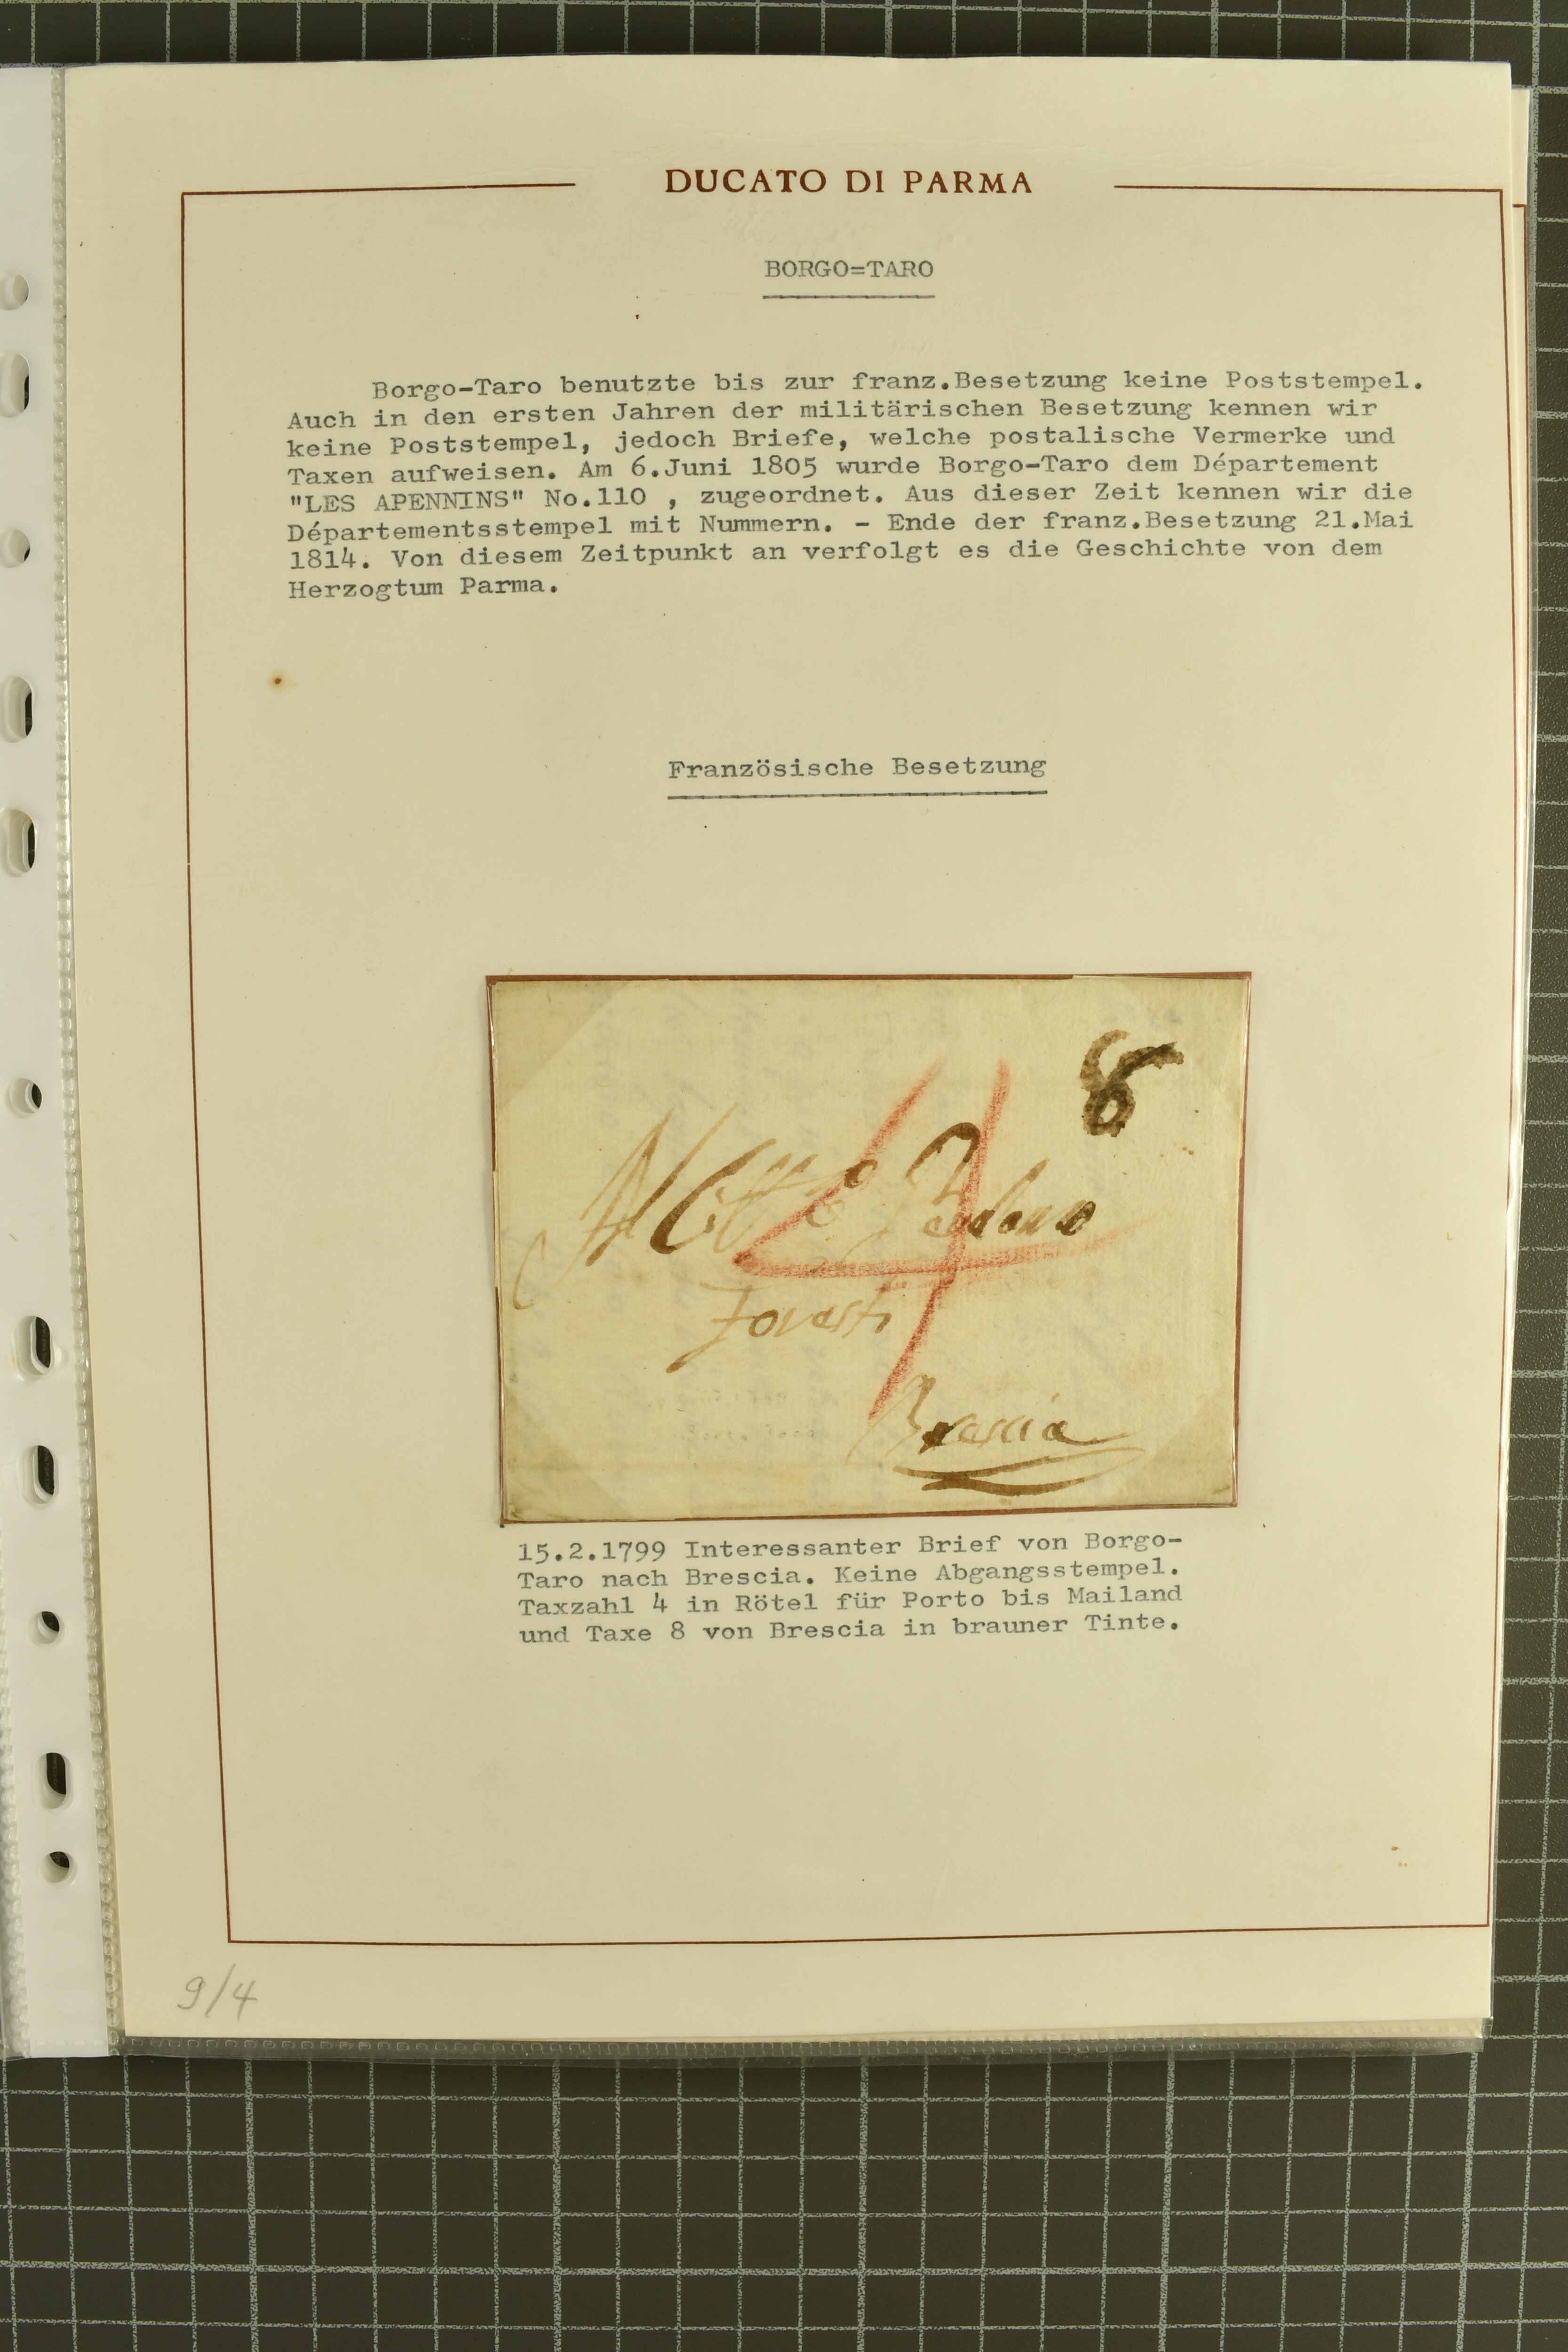 DUCATO DI PARMA
BORGO=TARO
Borgo-Taro benutzte bis zur franz.Besetzung keine Poststempel.
Auch in den ersten Jahren der militärischen Besetzung kennen wir
keine Poststempel, jedoch Briefe, welche postalische Vermerke und
Taxen aufweisen. Am 6.Juni 1805 wurde Borgo-Taro dem Département
"LES APENNINS" No.110 , zugeordnet. Aus dieser Zeit kennen wir die
Départementsstempel mit Nummern. - Ende der franz.Besetzung 21.Mai
1814. Von diesem Zeitpunkt an verfolgt es die Geschichte von dem
Herzogtum Parma.
Französische Besetzung
8
4
Brescia
15.2.1799 Interessanter Brief von Borgo-
Taro nach Brescia. Keine Abgangsstempel.
Taxzahl 4 in Rötel für Porto bis Mailand
und Taxe 8 von Brescia in brauner Tinte.
9/4